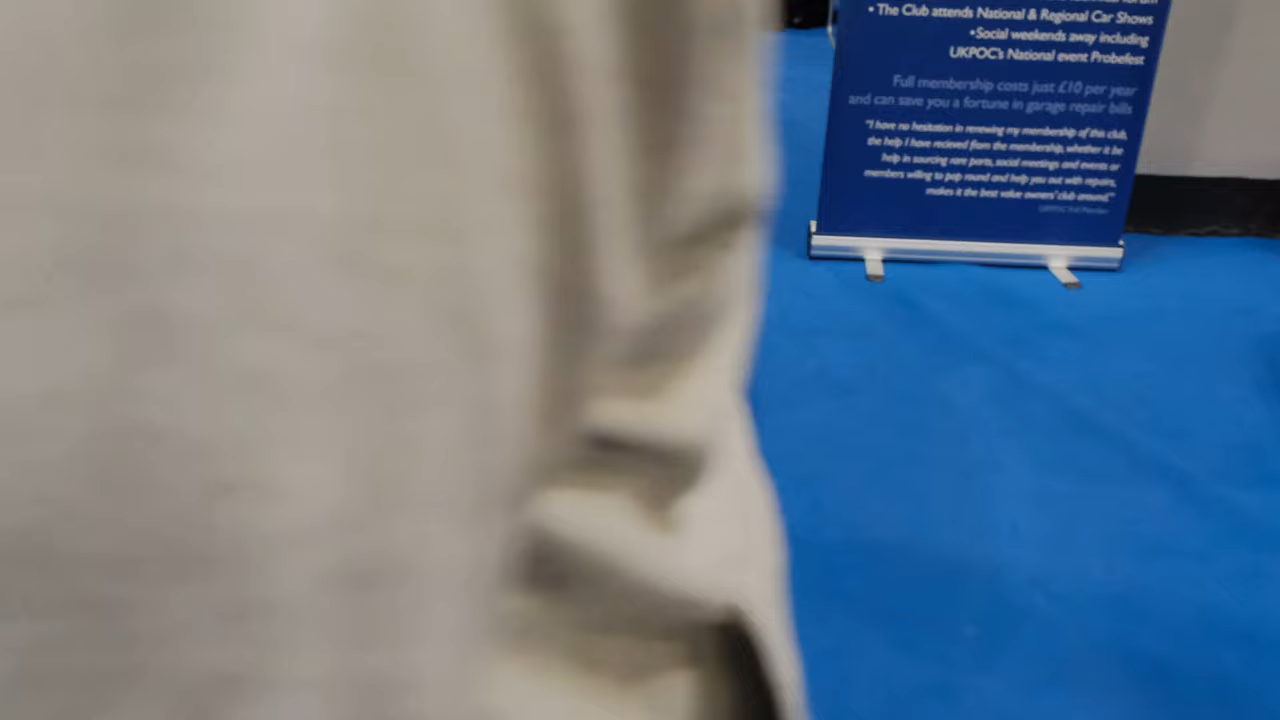 • The Club attends National & Regional Car Shows
•Social weekends away including
UKPOC's National event Probefest
Full membership costs just £10 per year
and can save you a fortune in garage repair bills
"I have no hesitation in renewing my membership of this club,
the help I have recieved from the membership, whether it be
help in sourcing rare parts, social meetings and events or
members willing to pop round and help you out with repairs,
makes it the best value owners' club around."